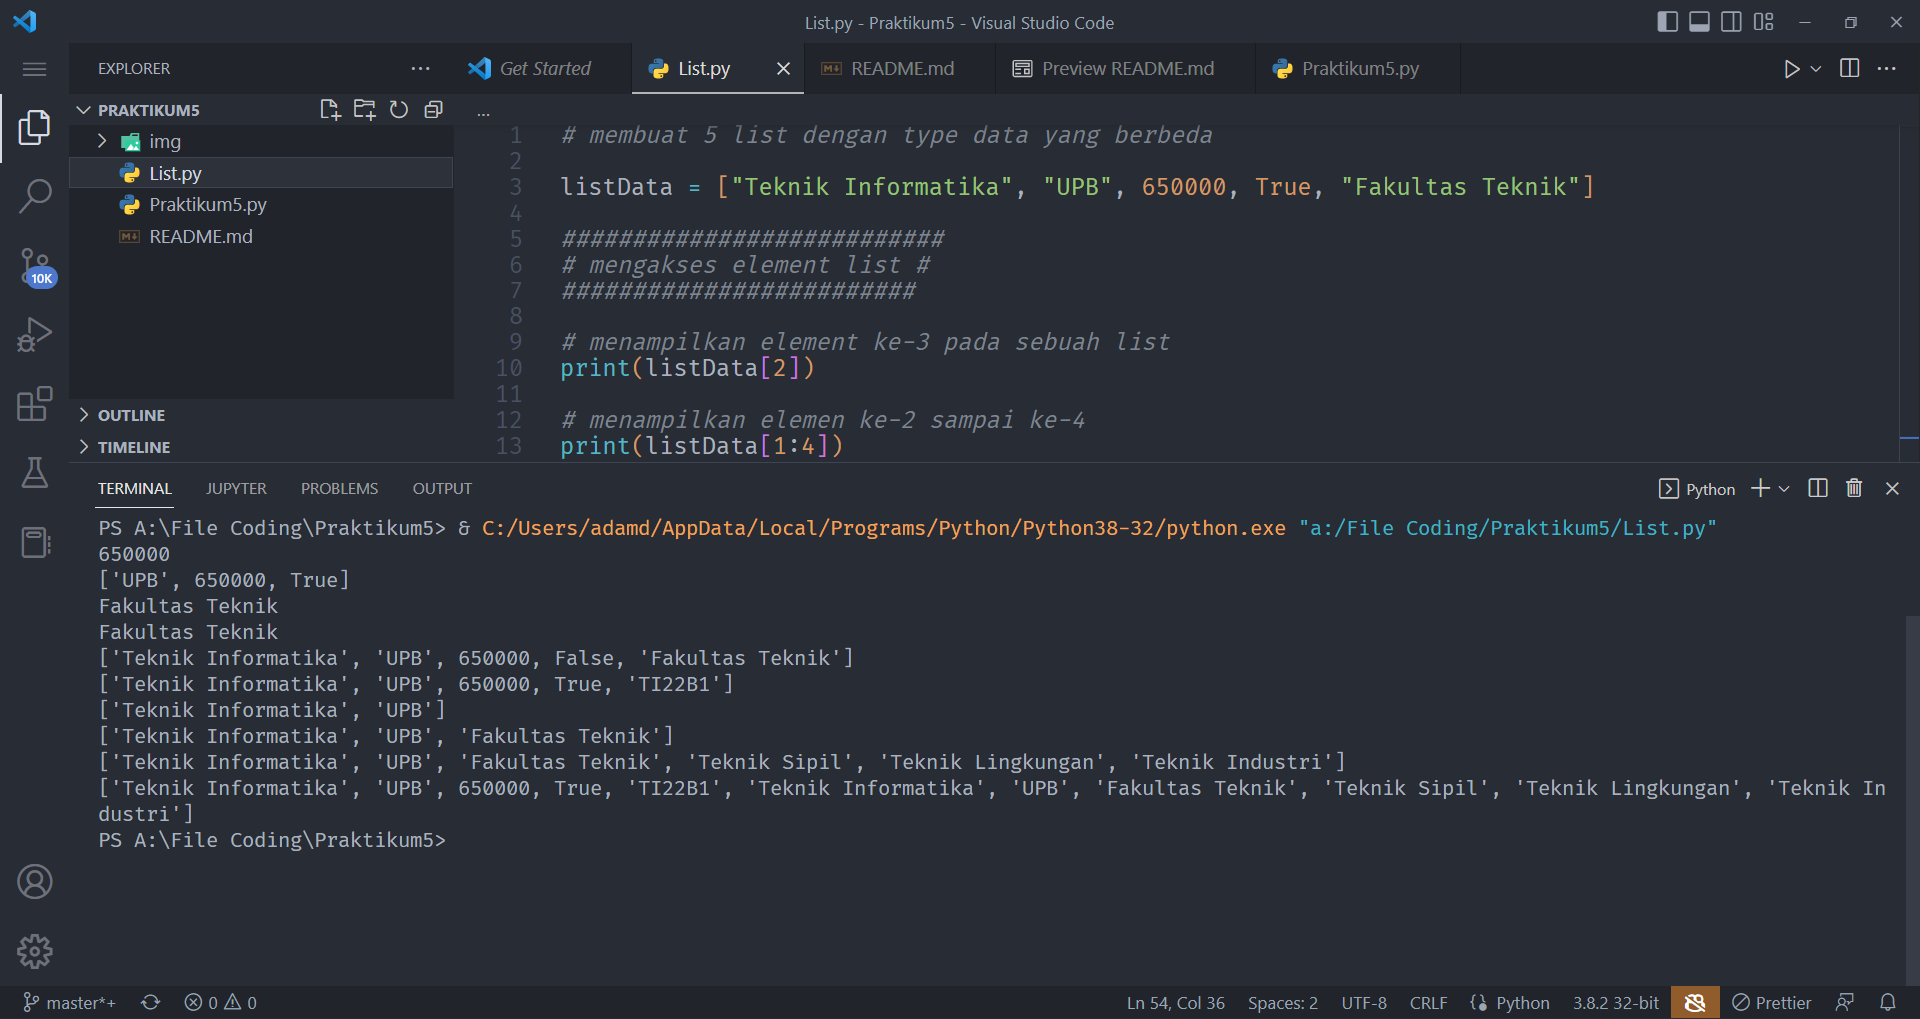 List.py - Praktikum5 - Visual Studio Code
EXPLORER
Get Started
List.py
README.md
Preview README.md
Praktikum5.py
PRAKTIKUM5
img
List.py
Praktikum5.py
README.md
OUTLINE
TIMELINE
10K
...
1 # membuat 5 list dengan type data yang berbeda
2
3 listData = ["Teknik Informatika", "UPB", 650000, True, "Fakultas Teknik"]
4
5 ###########################
6 # mengakses element list #
7 #########################
8
9 # menampilkan element ke-3 pada sebuah list
10 print(listData[2])
11
12 # menampilkan elemen ke-2 sampai ke-4
13 print(listData[1:4])
TERMINAL JUPYTER PROBLEMS OUTPUT
Python
PS A:\File Coding\Praktikum5> & C:/Users/adamd/AppData/Local/Programs/Python/Python38-32/python.exe "a:/File Coding/Praktikum5/List.py"
650000
['UPB', 650000, True]
Fakultas Teknik
Fakultas Teknik
['Teknik Informatika', 'UPB', 650000, False, 'Fakultas Teknik']
['Teknik Informatika', 'UPB', 650000, True, 'TI22B1']
['Teknik Informatika', 'UPB']
['Teknik Informatika', 'UPB', 'Fakultas Teknik']
['Teknik Informatika', 'UPB', 'Fakultas Teknik', 'Teknik Sipil', 'Teknik Lingkungan', 'Teknik Industri']
['Teknik Informatika', 'UPB', 650000, True, 'TI22B1', 'Teknik Informatika', 'UPB', 'Fakultas Teknik', 'Teknik Sipil', 'Teknik Lingkungan', 'Teknik In
dustri']
PS A:\File Coding\Praktikum5>
master*+ 0 0 Ln 54, Col 36 Spaces: 2 UTF-8 CRLF Python 3.8.2 32-bit Prettier